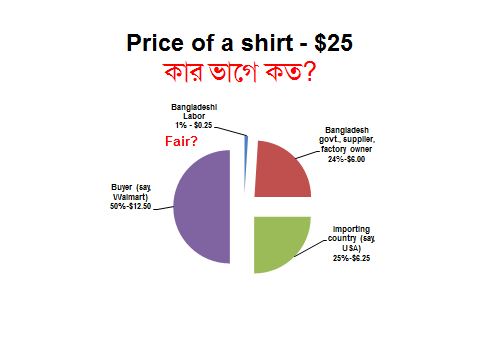 Price of a shirt - $25
কার ভাগে কত?
Bangladeshi
Labor
1% - $0.25
Fair?
Bangladesh
govt., supplier,
factory owner
24%-$6.00
Buyer (say,
Walmart)
50%-$12.50
Importing
country (say,
USA)
25%-$6.25